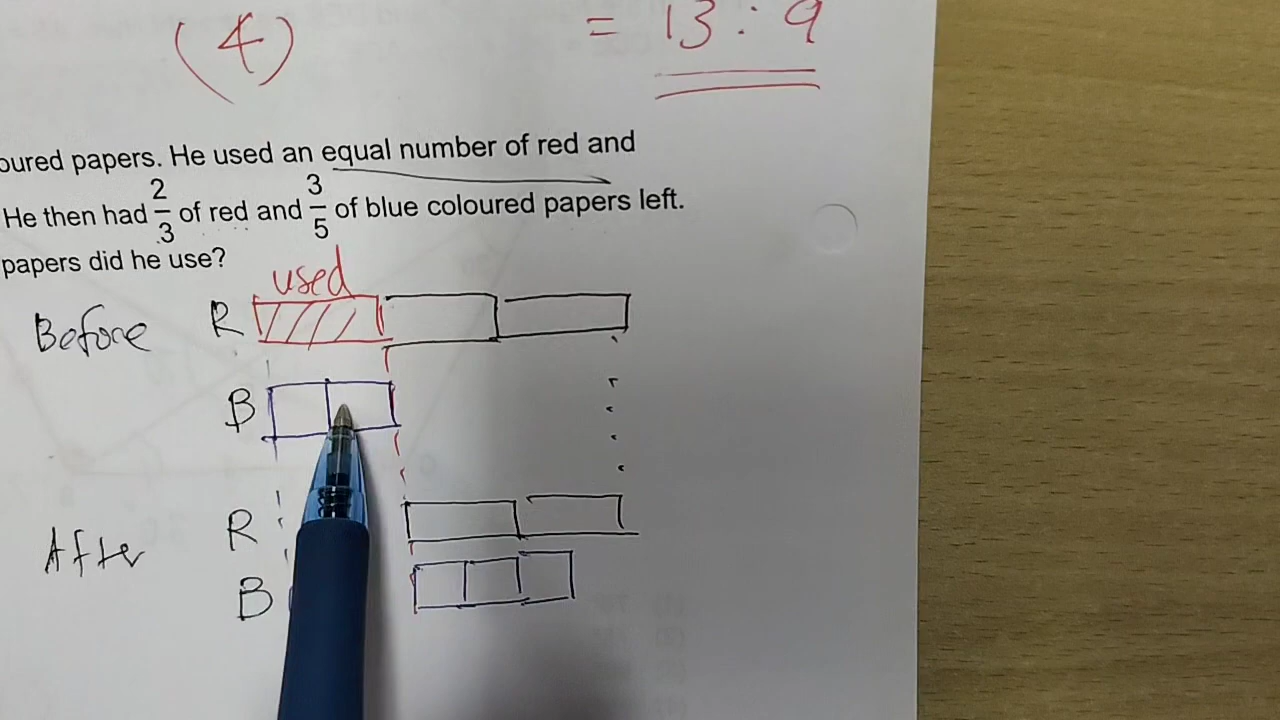 (4) = 13 : 9
oured papers. He used an equal number of red and
He then had 2/3 of red and 3/5 of blue coloured papers left.
papers did he use?
used
Before R
B
R
After
B